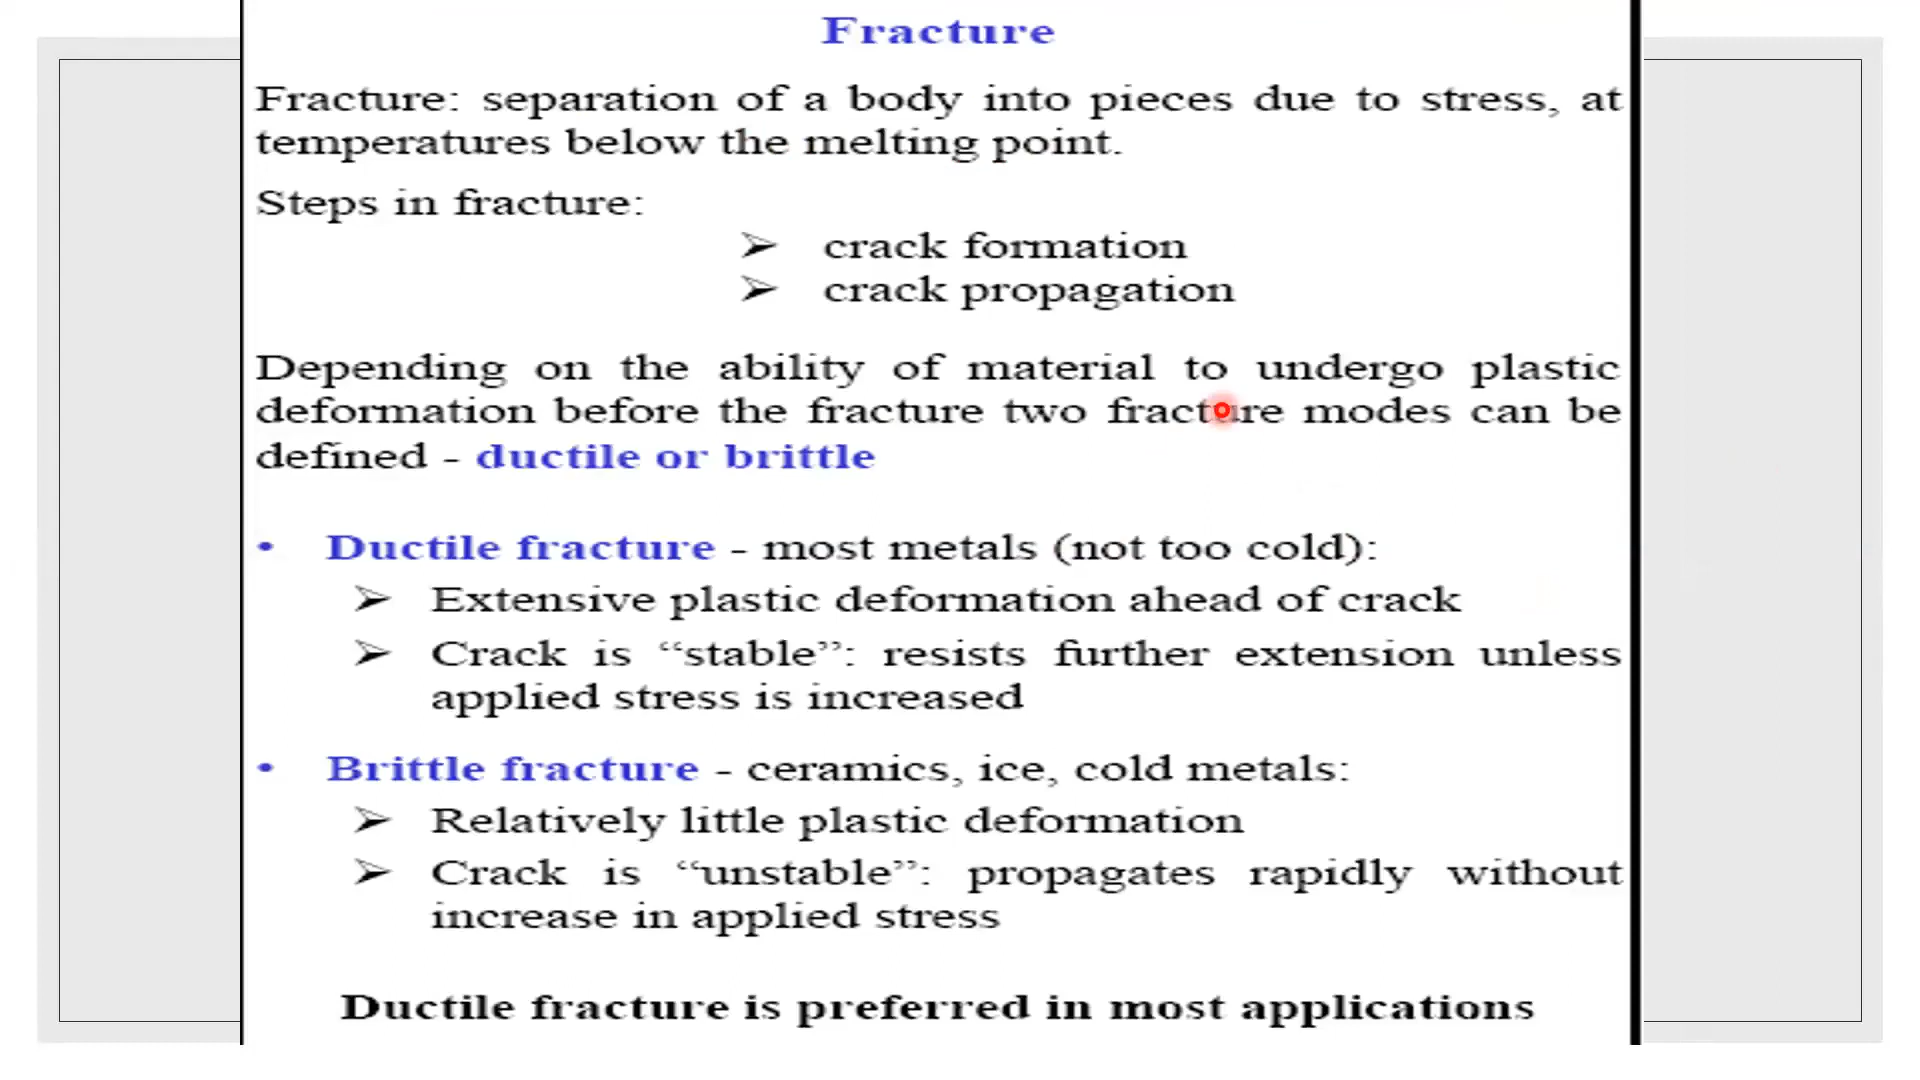 Fracture
Fracture: separation of a body into pieces due to stress, at
temperatures below the melting point.
Steps in fracture:
➢ crack formation
➢ crack propagation
Depending on the ability of material to undergo plastic
deformation before the fracture two fracture modes can be
defined - ductile or brittle
• Ductile fracture - most metals (not too cold):
➢ Extensive plastic deformation ahead of crack
➢ Crack is “stable”: resists further extension unless
applied stress is increased
• Brittle fracture - ceramics, ice, cold metals:
➢ Relatively little plastic deformation
➢ Crack is “unstable”: propagates rapidly without
increase in applied stress
Ductile fracture is preferred in most applications